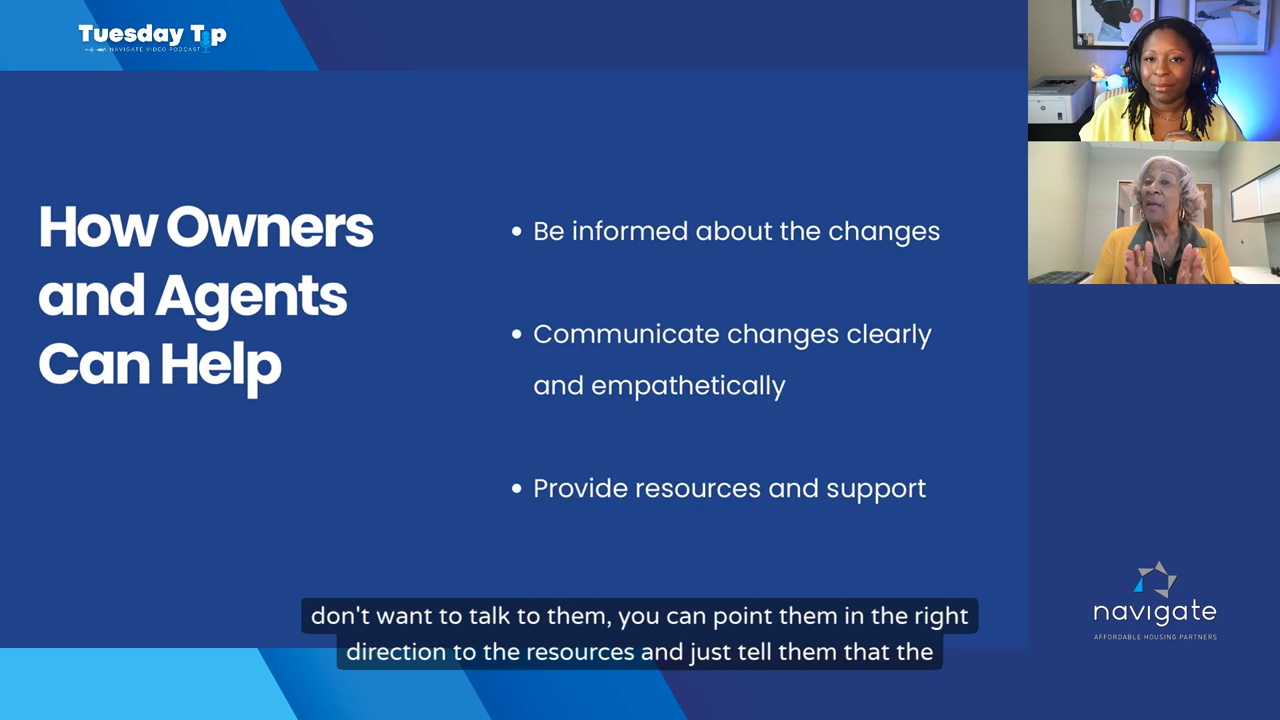 Tuesday Tip
NAVIGATE VIDEO PODCAST
How Owners
and Agents
Can Help
• Be informed about the changes
• Communicate changes clearly
and empathetically
• Provide resources and support
don't want to talk to them, you can point them in the right
direction to the resources and just tell them that the
navigate
AFFORDABLE HOUSING PARTNERS